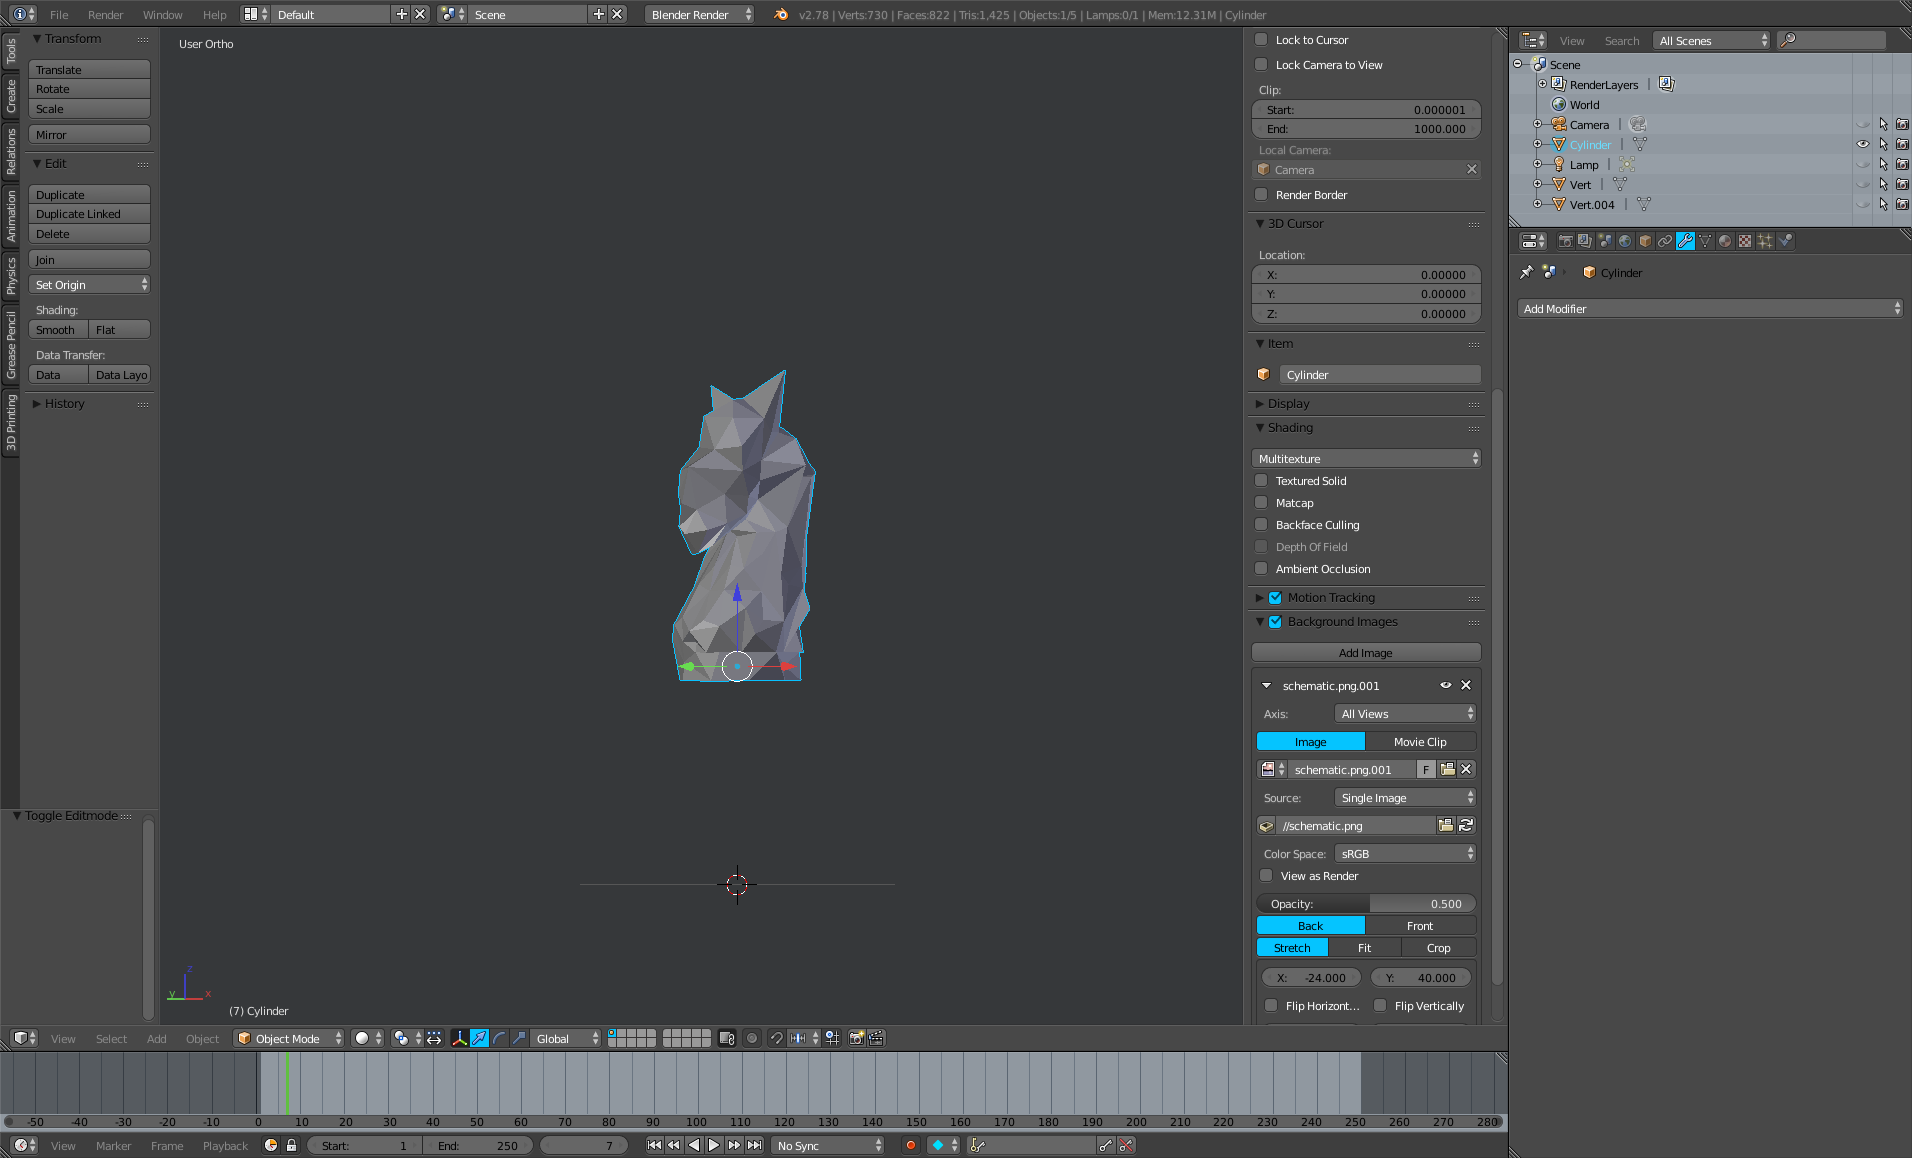 File Render Window Help Default Scene Blender Render v2.78 | Verts:730 | Faces:822 | Tris:1,425 | Objects:1/5 | Lamps:0/1 | Mem:12.31M | Cylinder
Tools
Create
Relations
Animation
Physics
Grease Pencil
3D Printing
Transform
Translate
Rotate
Scale
Mirror
Edit
Duplicate
Duplicate Linked
Delete
Join
Set Origin
Shading:
Smooth Flat
Data Transfer:
Data Data Layo
History
Toggle Editmode
User Ortho
z
y x
(7) Cylinder
Lock to Cursor
Lock Camera to View
Clip:
Start: 0.000001
End: 1000.000
Local Camera:
Camera
Render Border
3D Cursor
Location:
X: 0.00000
Y: 0.00000
Z: 0.00000
Item
Cylinder
Display
Shading
Multitexture
Textured Solid
Matcap
Backface Culling
Depth Of Field
Ambient Occlusion
Motion Tracking
Background Images
Add Image
schematic.png.001
Axis: All Views
Image Movie Clip
schematic.png.001 F
Source: Single Image
//schematic.png
Color Space: sRGB
View as Render
Opacity: 0.500
Back Front
Stretch Fit Crop
X: -24.000 Y: 40.000
Flip Horizont... Flip Vertically
View Search All Scenes
Scene
RenderLayers |
World
Camera |
Cylinder |
Lamp |
Vert |
Vert.004 |
Cylinder
Add Modifier
View Select Add Object Object Mode Global
-50 -40 -30 -20 -10 0 10 20 30 40 50 60 70 80 90 100 110 120 130 140 150 160 170 180 190 200 210 220 230 240 250 260 270 280
View Marker Frame Playback Start: 1 End: 250 7 No Sync